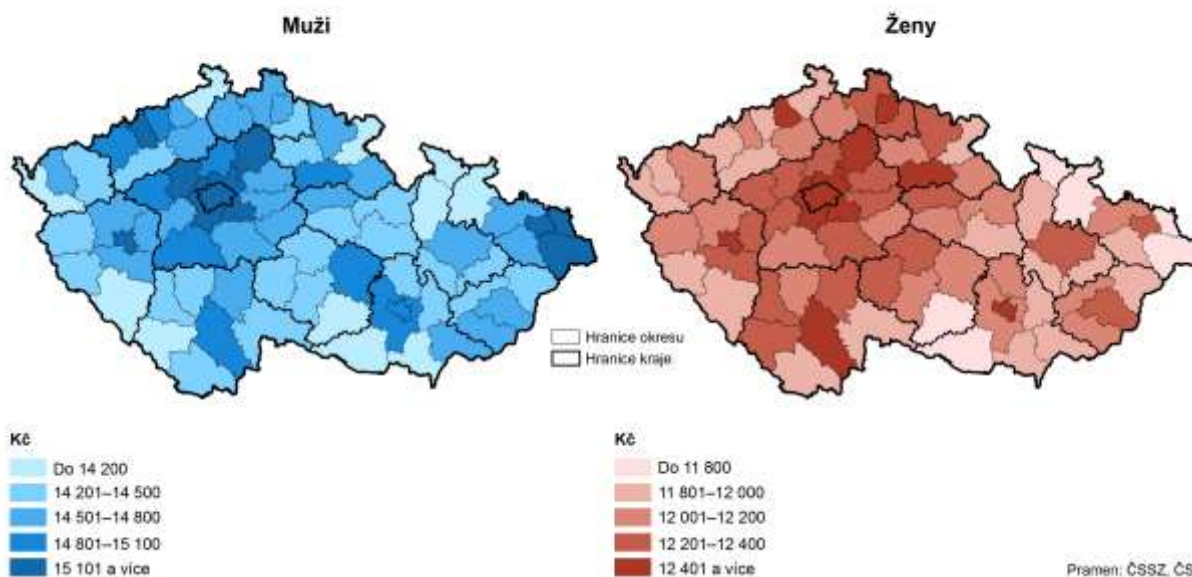 Muži
Ženy
Hranice okresu
Hranice kraje
Kč
Do 14 200
14 201–14 500
14 501–14 800
14 801–15 100
15 101 a více
Kč
Do 11 800
11 801–12 000
12 001–12 200
12 201–12 400
12 401 a více
Pramen: ČSSZ, ČS